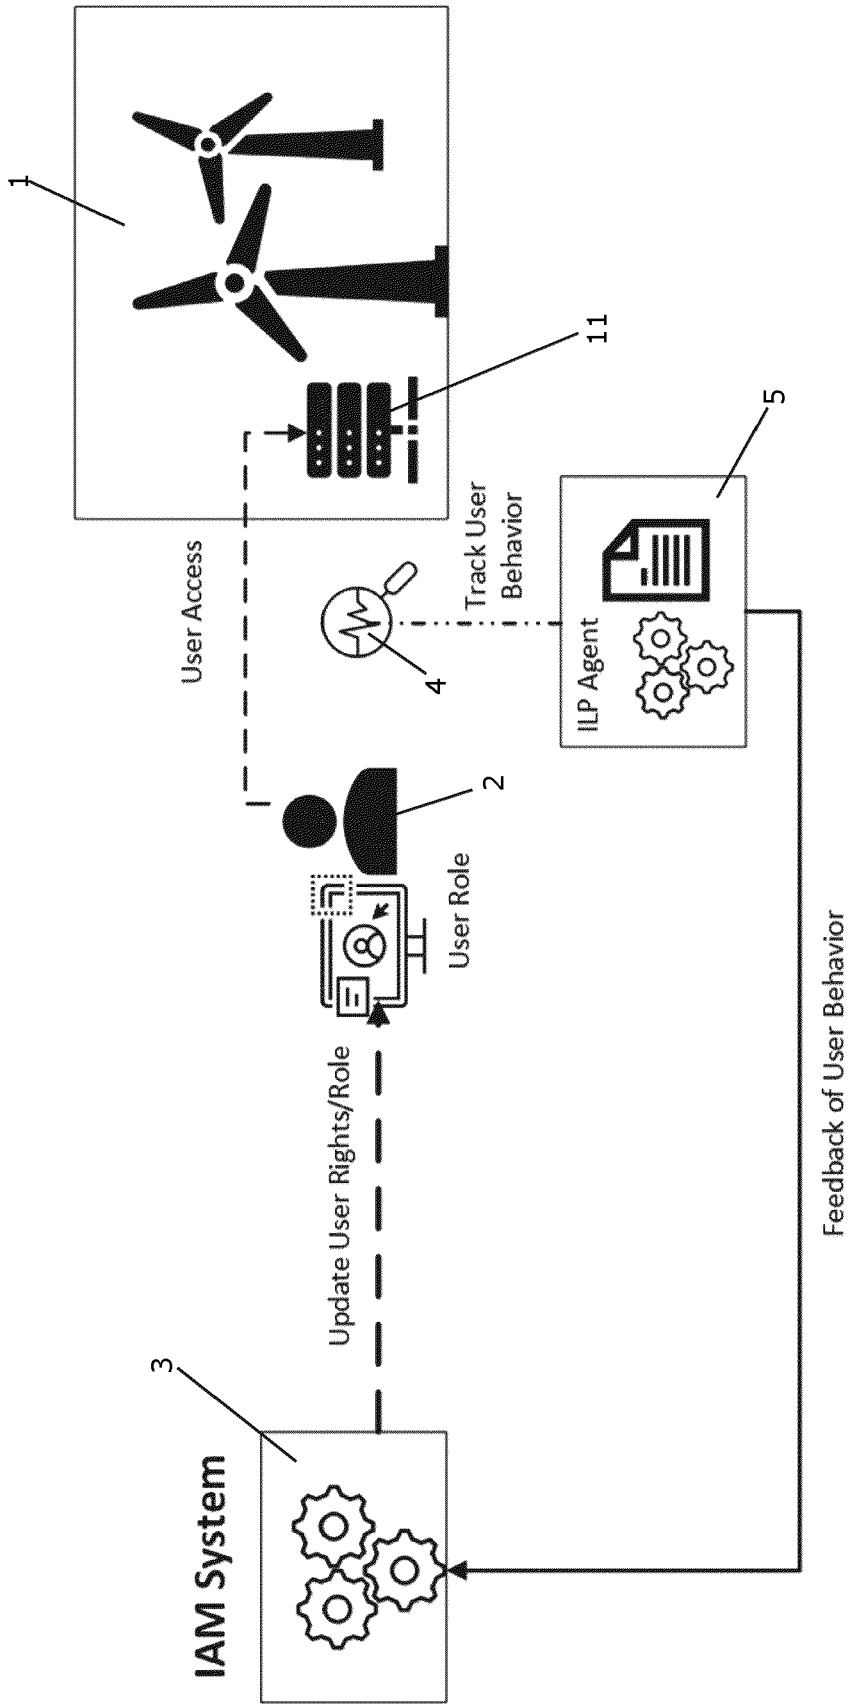 IAM System
3
Update User Rights/Role
User Role
2
User Access
1
11
4
Track User
Behavior
ILP Agent
5
Feedback of User Behavior